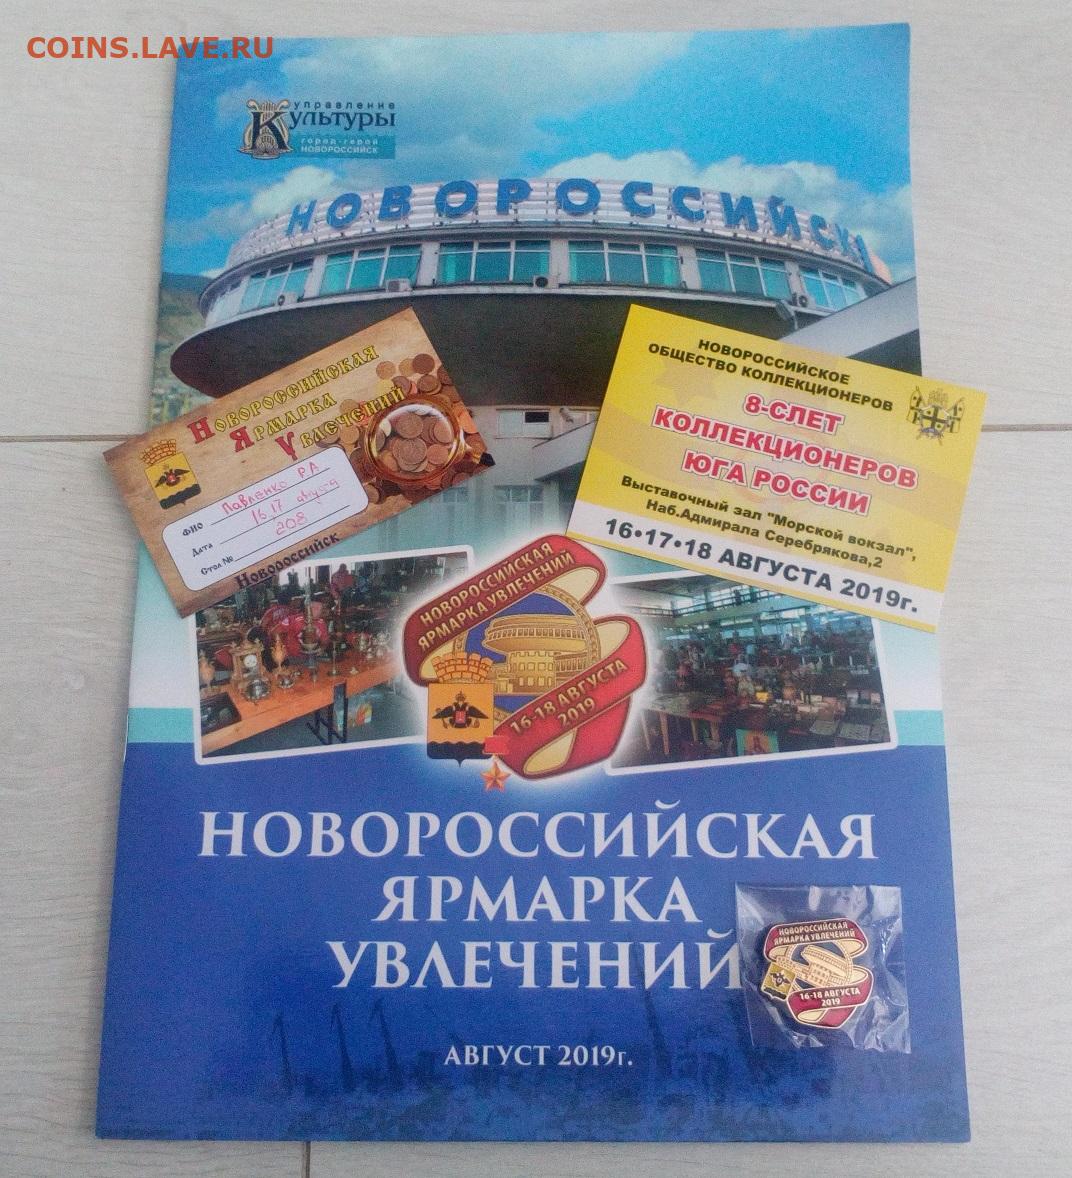 COINS.LAVE.RU
управление
Культуры
город-герой
НОВОРОССИЙСК
НОВОРОССИЙСК
НОВОРОССИЙСКАЯ
ЯРМАРКА
УВЛЕЧЕНИЙ
ФИО Павленко РА
Дата 16 17 август
Стол № 208
Новороссийск
НОВОРОССИЙСКОЕ
ОБЩЕСТВО КОЛЛЕКЦИОНЕРОВ
8-СЛЕТ
КОЛЛЕКЦИОНЕРОВ
ЮГА РОССИИ
Выставочный зал "Морской вокзал",
Наб.Адмирала Серебрякова,2
16•17•18 АВГУСТА 2019г.
НОВОРОССИЙСКАЯ
ЯРМАРКА УВЛЕЧЕНИЙ
16-18 АВГУСТА
2019
НОВОРОССИЙСКАЯ
ЯРМАРКА
УВЛЕЧЕНИЙ
НОВОРОССИЙСКАЯ
ЯРМАРКА УВЛЕЧЕНИЙ
16-18 АВГУСТА
2019
АВГУСТ 2019г.